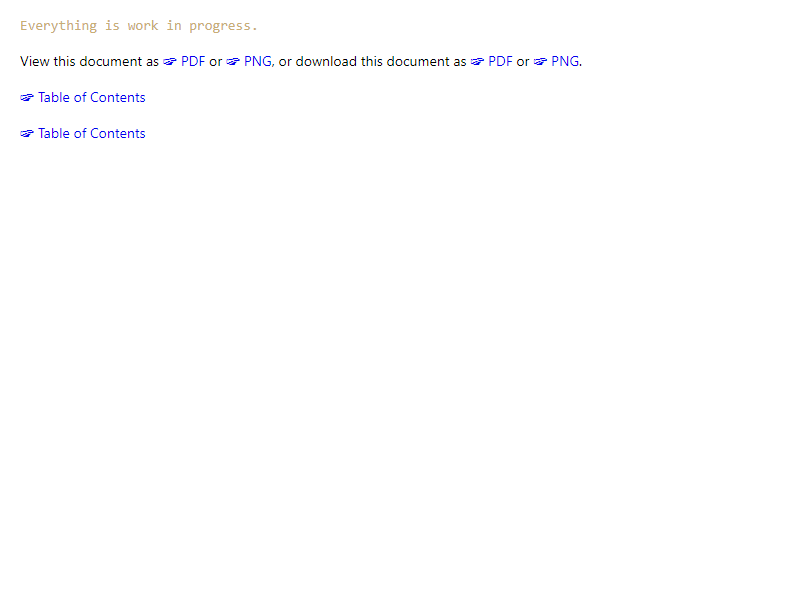 Everything is work in progress.
View this document as ☞ PDF or ☞ PNG, or download this document as ☞ PDF or ☞ PNG.
☞ Table of Contents
☞ Table of Contents